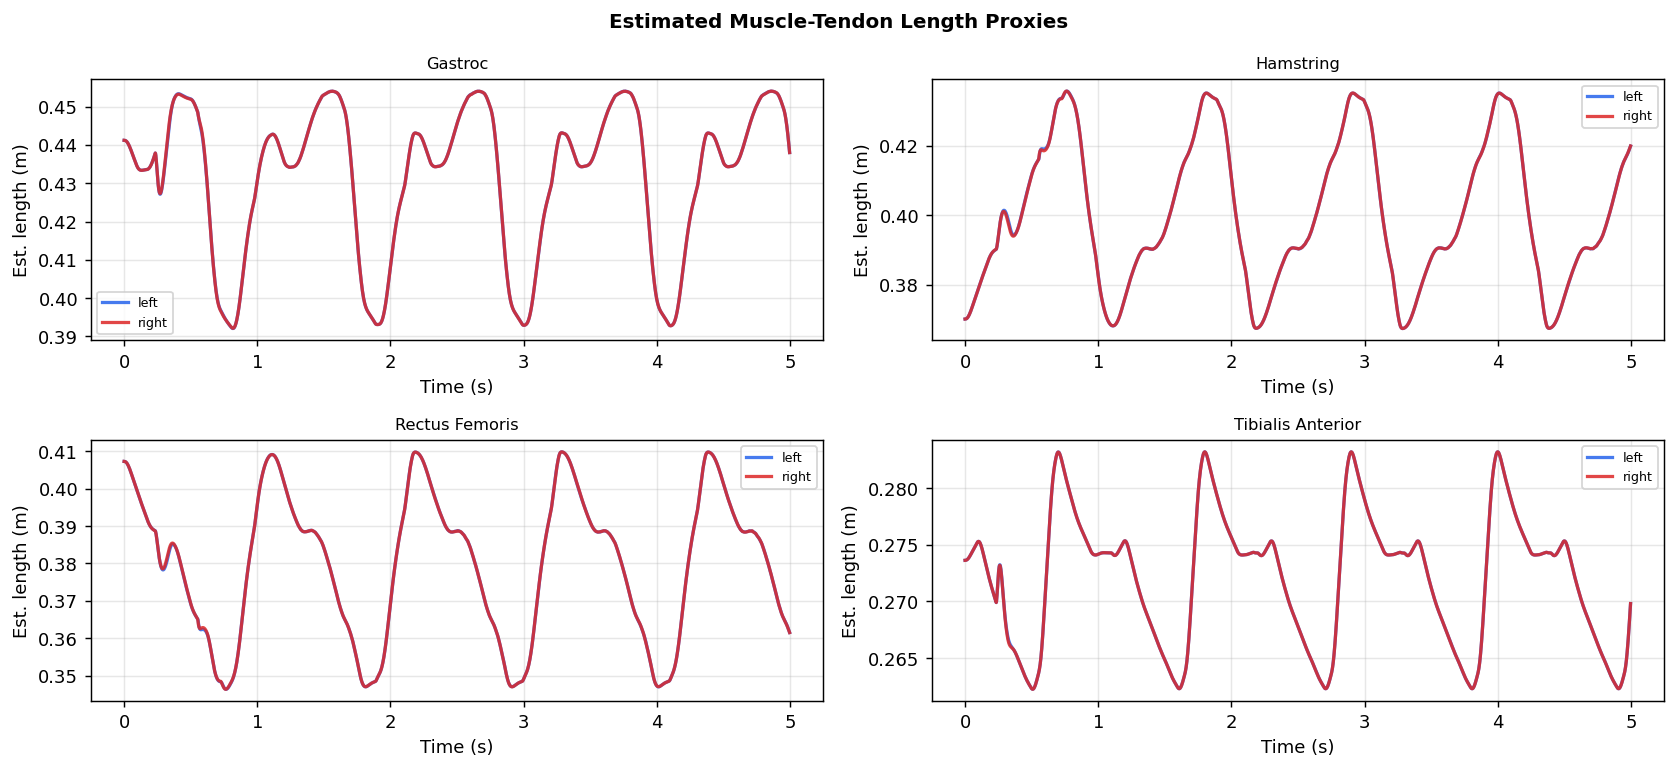 Estimated Muscle-Tendon Length Proxies
Gastroc
Est. length (m)
0.45
0.44
0.43
0.42
0.41
0.40
0.39
left
right
0 1 2 3 4 5
Time (s)
Hamstring
Est. length (m)
0.42
0.40
0.38
left
right
0 1 2 3 4 5
Time (s)
Rectus Femoris
Est. length (m)
0.41
0.40
0.39
0.38
0.37
0.36
0.35
left
right
0 1 2 3 4 5
Time (s)
Tibialis Anterior
Est. length (m)
0.280
0.275
0.270
0.265
left
right
0 1 2 3 4 5
Time (s)